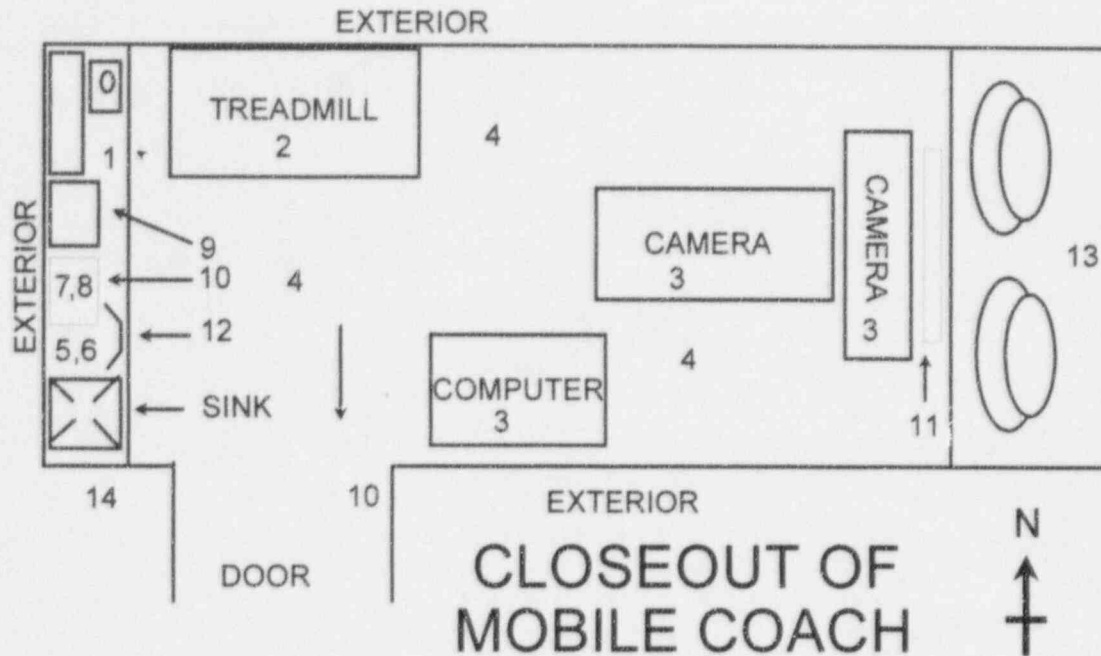 EXTERIOR
TREADMILL
2
4
1
EXTERIOR
CAMERA
3
CAMERA 3
13
9
7,8
10
4
12
5,6
SINK
COMPUTER
3
4
11
14
10
EXTERIOR
DOOR
CLOSEOUT OF
MOBILE COACH
N